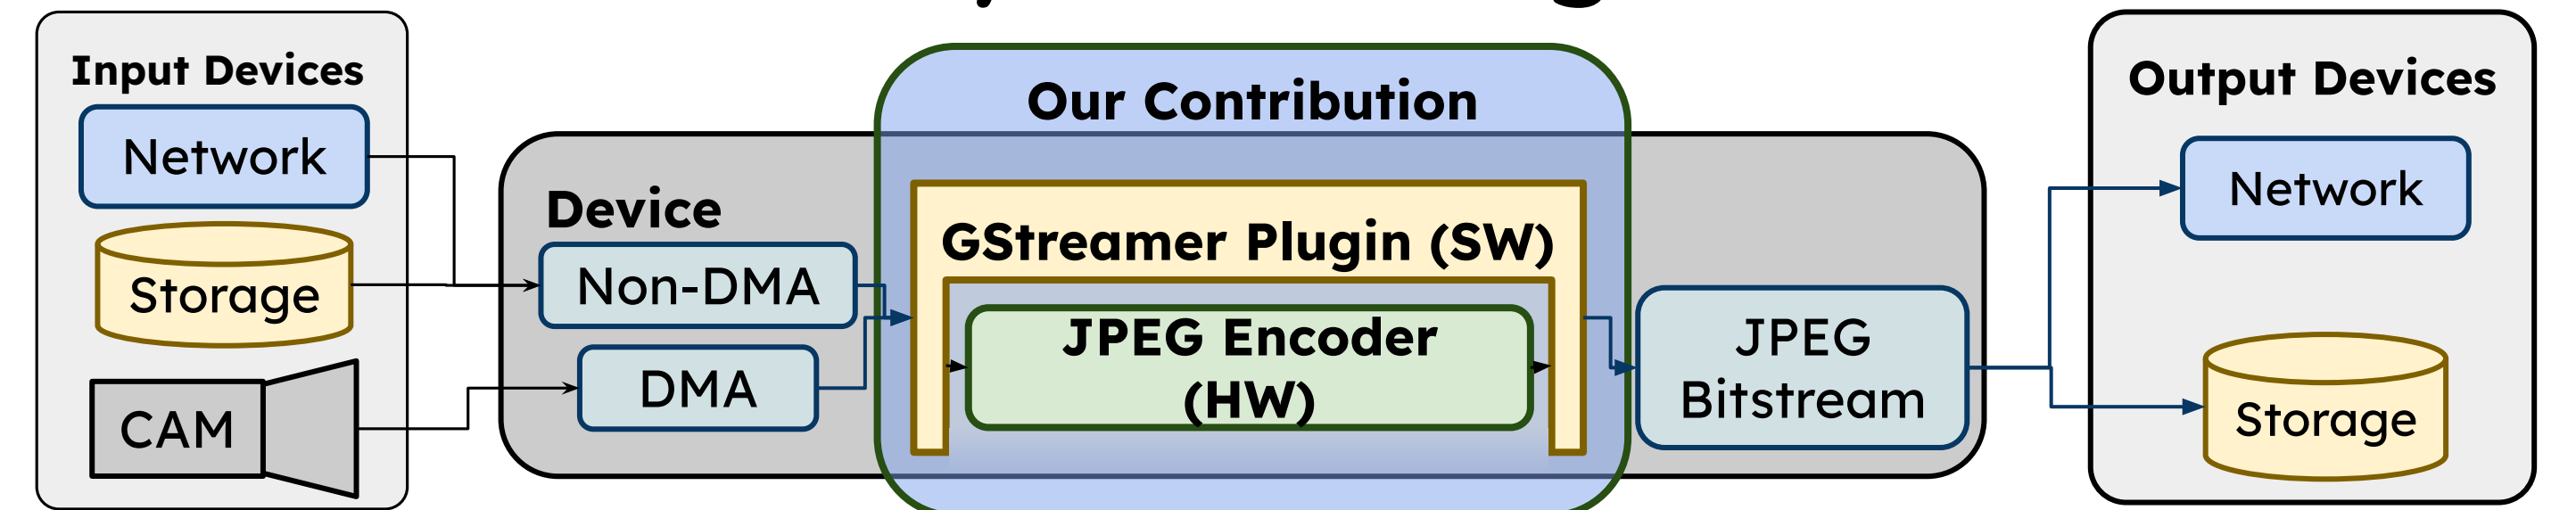 Input Devices
Network
Storage
CAM
Device
Non-DMA
DMA
Our Contribution
GStreamer Plugin (SW)
JPEG Encoder
(HW)
JPEG
Bitstream
Output Devices
Network
Storage